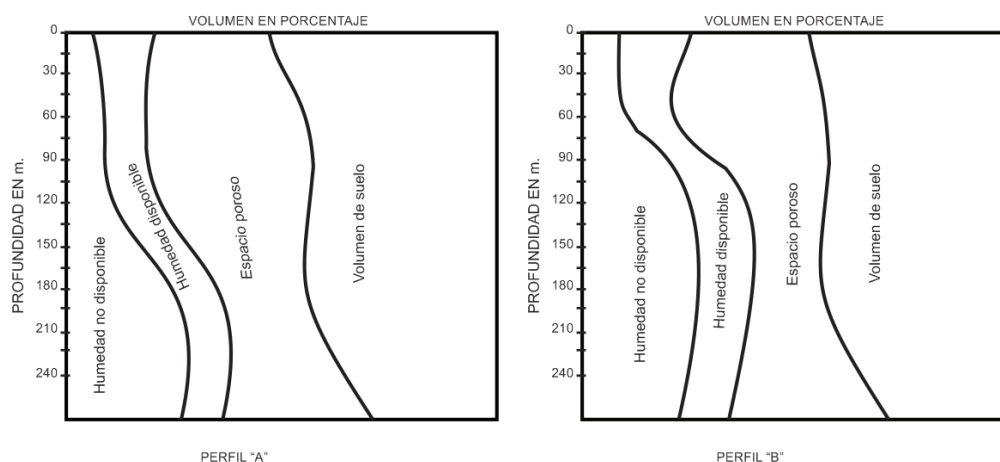 VOLUMEN EN PORCENTAJE
0
30
60
90
120
150
180
210
240
PROFUNDIDAD EN m.
Humedad no disponible
Humedad disponible
Espacio poroso
Volumen de suelo
PERFIL “A”
VOLUMEN EN PORCENTAJE
0
30
60
90
120
150
180
210
240
PROFUNDIDAD EN m.
Humedad no disponible
Humedad disponible
Espacio poroso
Volumen de suelo
PERFIL “B”